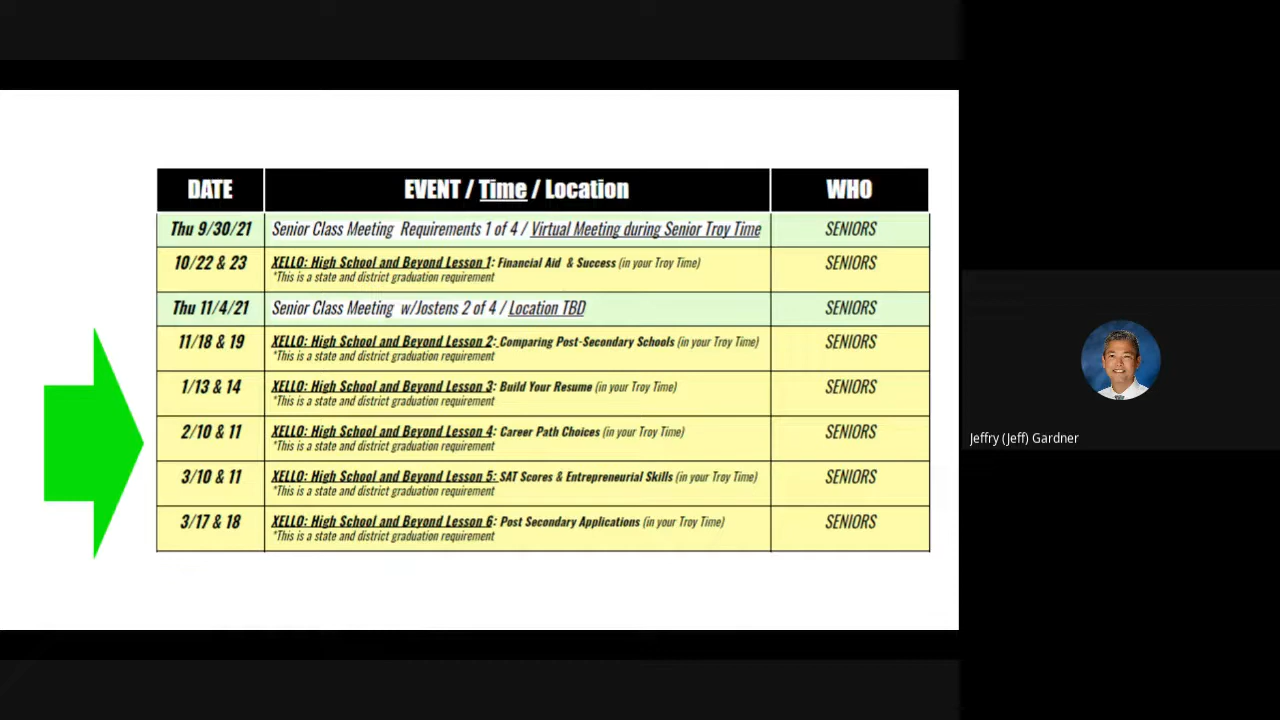 DATE EVENT / Time / Location WHO
Thu 9/30/21 Senior Class Meeting Requirements 1 of 4 / Virtual Meeting during Senior Troy Time SENIORS
10/22 & 23 XELLO: High School and Beyond Lesson 1: Financial Aid & Success (in your Troy Time) SENIORS
*This is a state and district graduation requirement
Thu 11/4/21 Senior Class Meeting w/Jostens 2 of 4 / Location TBD SENIORS
11/18 & 19 XELLO: High School and Beyond Lesson 2: Comparing Post-Secondary Schools (in your Troy Time) SENIORS
*This is a state and district graduation requirement
1/13 & 14 XELLO: High School and Beyond Lesson 3: Build Your Resume (in your Troy Time) SENIORS
*This is a state and district graduation requirement
2/10 & 11 XELLO: High School and Beyond Lesson 4: Career Path Choices (in your Troy Time) SENIORS
*This is a state and district graduation requirement
3/10 & 11 XELLO: High School and Beyond Lesson 5: SAT Scores & Entrepreneurial Skills (in your Troy Time) SENIORS
*This is a state and district graduation requirement
3/17 & 18 XELLO: High School and Beyond Lesson 6: Post Secondary Applications (in your Troy Time) SENIORS
*This is a state and district graduation requirement
Jeffry (Jeff) Gardner